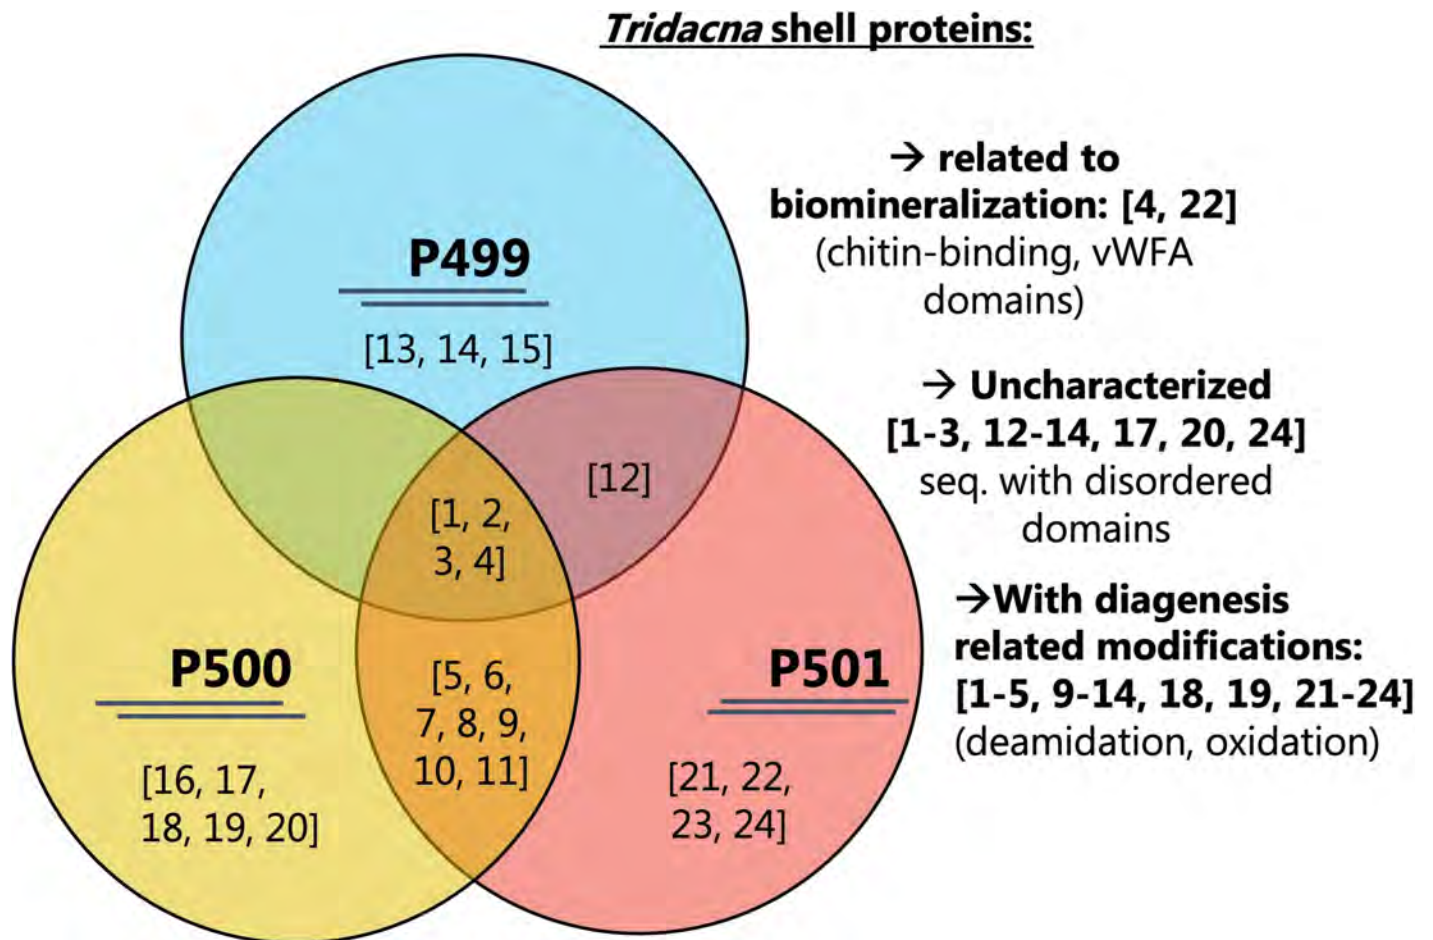 Tridacna shell proteins:
P499
[13, 14, 15]
[12]
[1, 2,
3, 4]
P500
[16, 17,
18, 19, 20]
[5, 6,
7, 8, 9,
10, 11]
P501
[21, 22,
23, 24]
→ related to
biomineralization: [4, 22]
(chitin-binding, vWFA
domains)
→ Uncharacterized
[1-3, 12-14, 17, 20, 24]
seq. with disordered
domains
→With diagenesis
related modifications:
[1-5, 9-14, 18, 19, 21-24]
(deamidation, oxidation)